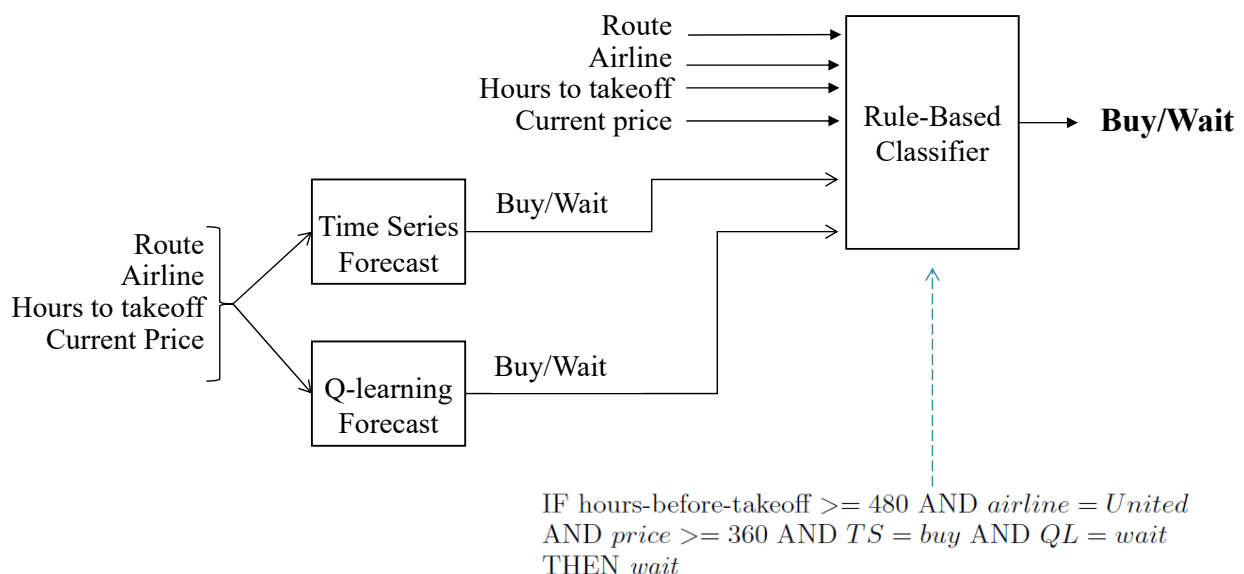 Route
Airline
Hours to takeoff
Current price
Rule-Based
Classifier
Buy/Wait
Time Series
Forecast
Buy/Wait
Route
Airline
Hours to takeoff
Current Price
Q-learning
Forecast
Buy/Wait
IF hours-before-takeoff >= 480 AND airline = United
AND price >= 360 AND TS = buy AND QL = wait
THEN wait